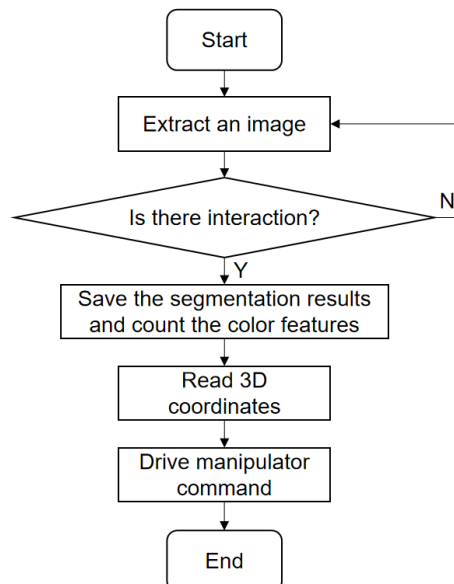 Start
Extract an image
Is there interaction?
N
Y
Save the segmentation results
and count the color features
Read 3D
coordinates
Drive manipulator
command
End